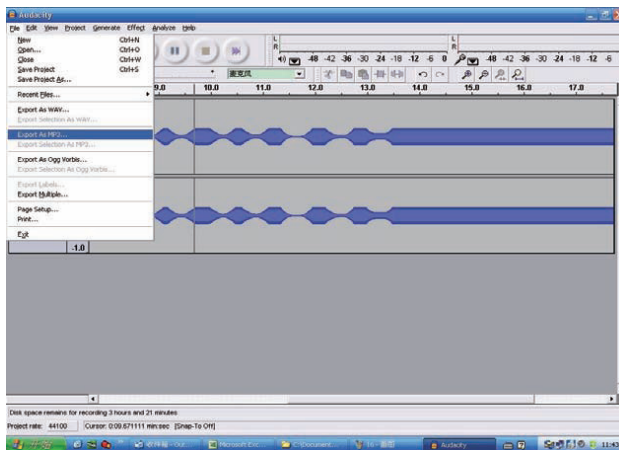 Audacity
File Edit View Project Generate Effect Analyze Help
New Ctrl+N
Open... Ctrl+O
Close Ctrl+W
Save Project Ctrl+S
Save Project As...
Recent Files...
Export As WAV...
Export Selection As WAV...
Export As MP3...
Export Selection As MP3...
Export As Ogg Vorbis...
Export Selection As Ogg Vorbis...
Export Labels...
Export Multiple...
Page Setup...
Print...
Exit
L
R
-48 -42 -36 -30 -24 -18 -12 -6 0
L
R
-48 -42 -36 -30 -24 -18 -12 -6
麦克风
9.0 10.0 11.0 12.0 13.0 14.0 15.0 16.0 17.0
-1.0
Disk space remains for recording 3 hours and 21 minutes
Project rate: 44100 Cursor: 0:09.671111 min:sec [Snap-To Off]
Microsoft Exc...
Audacity
11:43